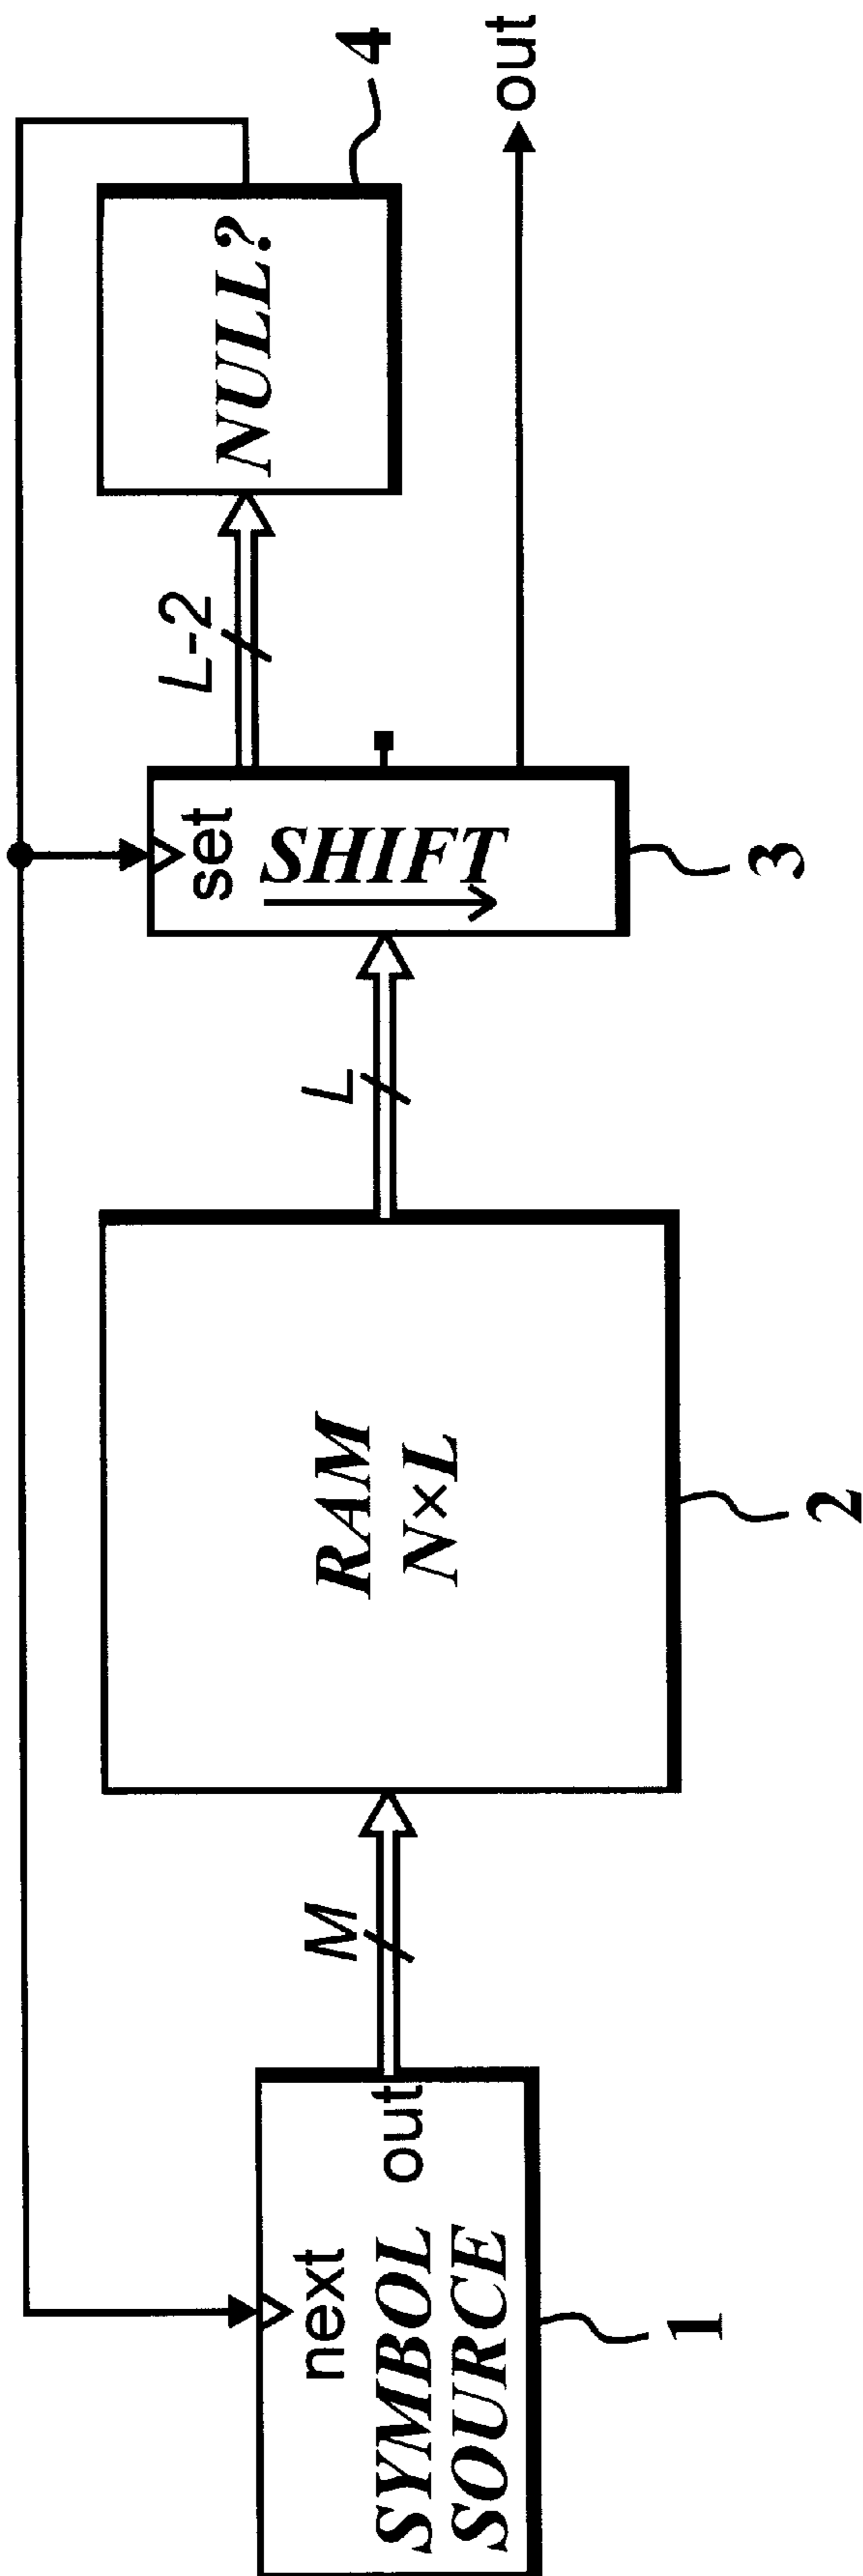 next
out
SYMBOL
SOURCE
1
M
RAM
N×L
2
L
set
SHIFT
3
L-2
NULL?
4
out